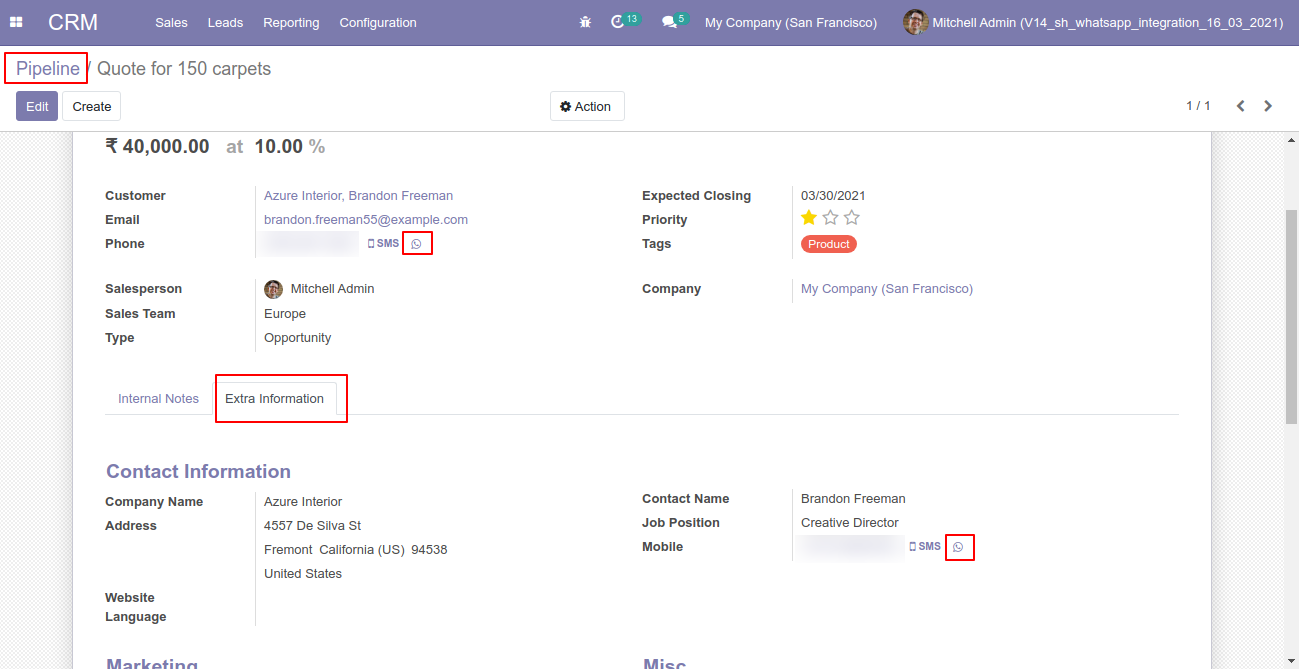 CRM Sales Leads Reporting Configuration 13 5 My Company (San Francisco) Mitchell Admin (V14_sh_whatsapp_integration_16_03_2021)
Pipeline / Quote for 150 carpets
Edit Create Action 1 / 1
₹ 40,000.00 at 10.00 %
Customer Azure Interior, Brandon Freeman
Email brandon.freeman55@example.com
Phone SMS
Expected Closing 03/30/2021
Priority
Tags Product
Salesperson Mitchell Admin
Sales Team Europe
Type Opportunity
Company My Company (San Francisco)
Internal Notes Extra Information
Contact Information
Company Name Azure Interior
Address 4557 De Silva St
Fremont California (US) 94538
United States
Website
Language
Contact Name Brandon Freeman
Job Position Creative Director
Mobile SMS
Marketing Misc